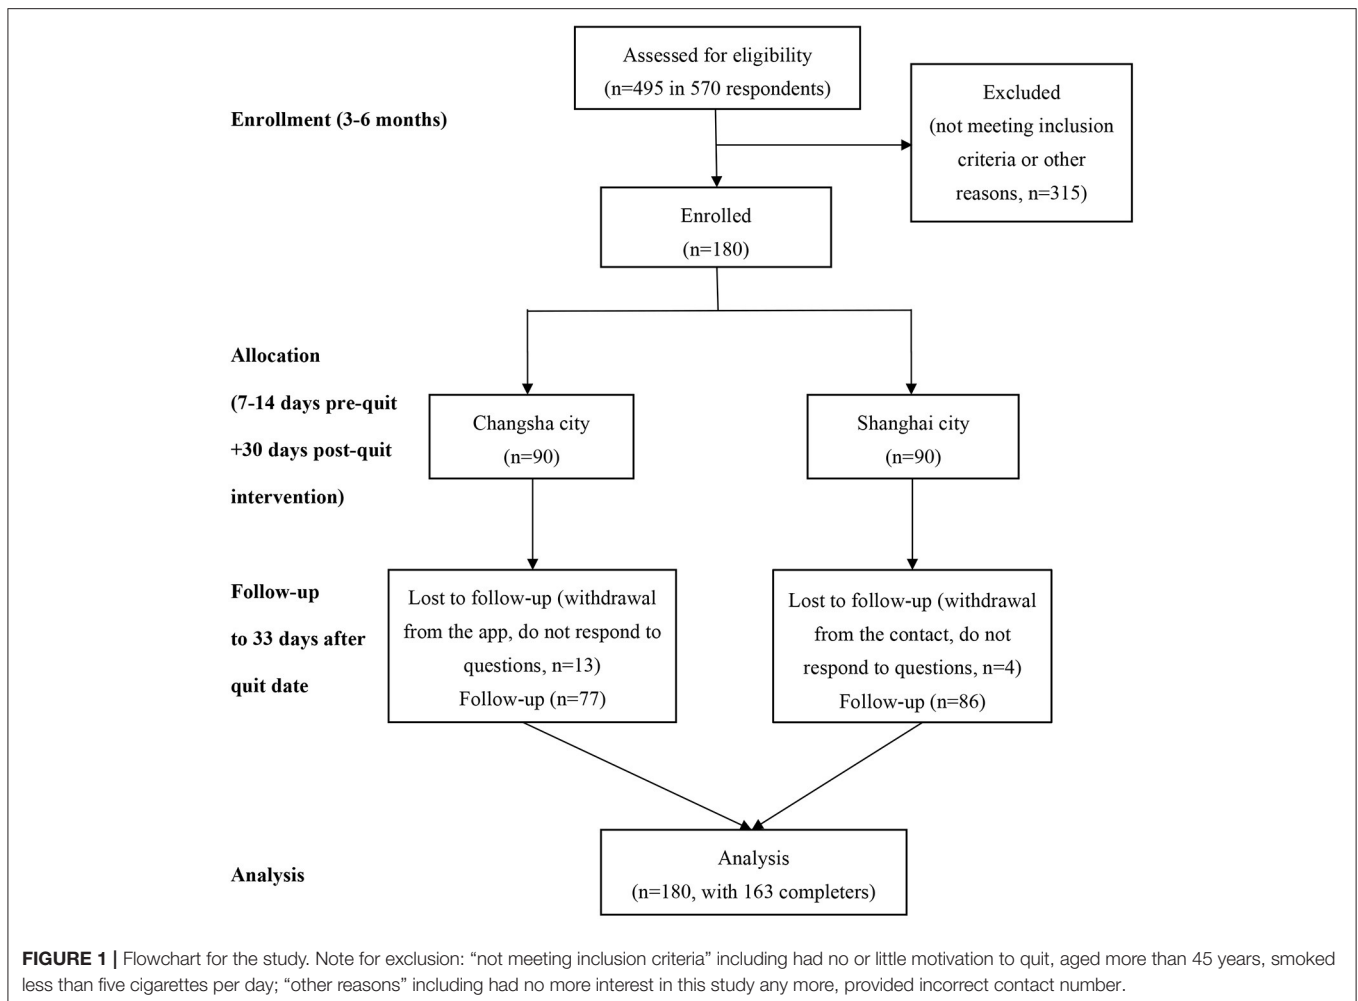 Assessed for eligibility
(n=495 in 570 respondents)
Enrollment (3-6 months)
Excluded
(not meeting inclusion
criteria or other
reasons, n=315)
Enrolled
(n=180)
Allocation
(7-14 days pre-quit
+30 days post-quit
intervention)
Changsha city
(n=90)
Shanghai city
(n=90)
Follow-up
to 33 days after
quit date
Lost to follow-up (withdrawal
from the app, do not respond to
questions, n=13)
Follow-up (n=77)
Lost to follow-up (withdrawal
from the contact, do not
respond to questions, n=4)
Follow-up (n=86)
Analysis
Analysis
(n=180, with 163 completers)
FIGURE 1 | Flowchart for the study. Note for exclusion: “not meeting inclusion criteria” including had no or little motivation to quit, aged more than 45 years, smoked
less than five cigarettes per day; “other reasons” including had no more interest in this study any more, provided incorrect contact number.